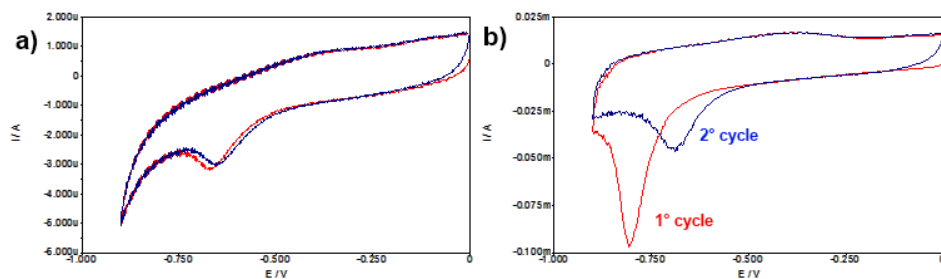 a)
2.000u
1.000u
0
-1.000u
-2.000u
-3.000u
-4.000u
-5.000u
-6.000u
I / A
-1.000
-0.750
-0.500
-0.250
0
E / V
b)
0.025m
0
-0.025m
-0.050m
-0.075m
-0.100m
I / A
-1.000
-0.750
-0.500
-0.250
0
E / V
2° cycle
1° cycle